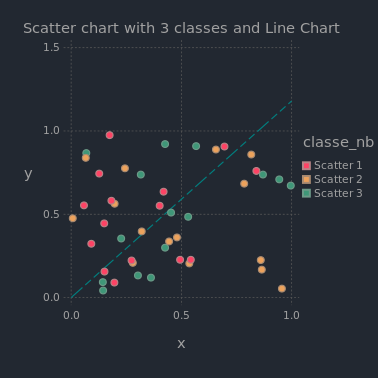 Scatter chart with 3 classes and Line Chart
1.5
1.0
0.5
0.0
y
0.0
0.5
1.0
x
classe_nb
Scatter 1
Scatter 2
Scatter 3